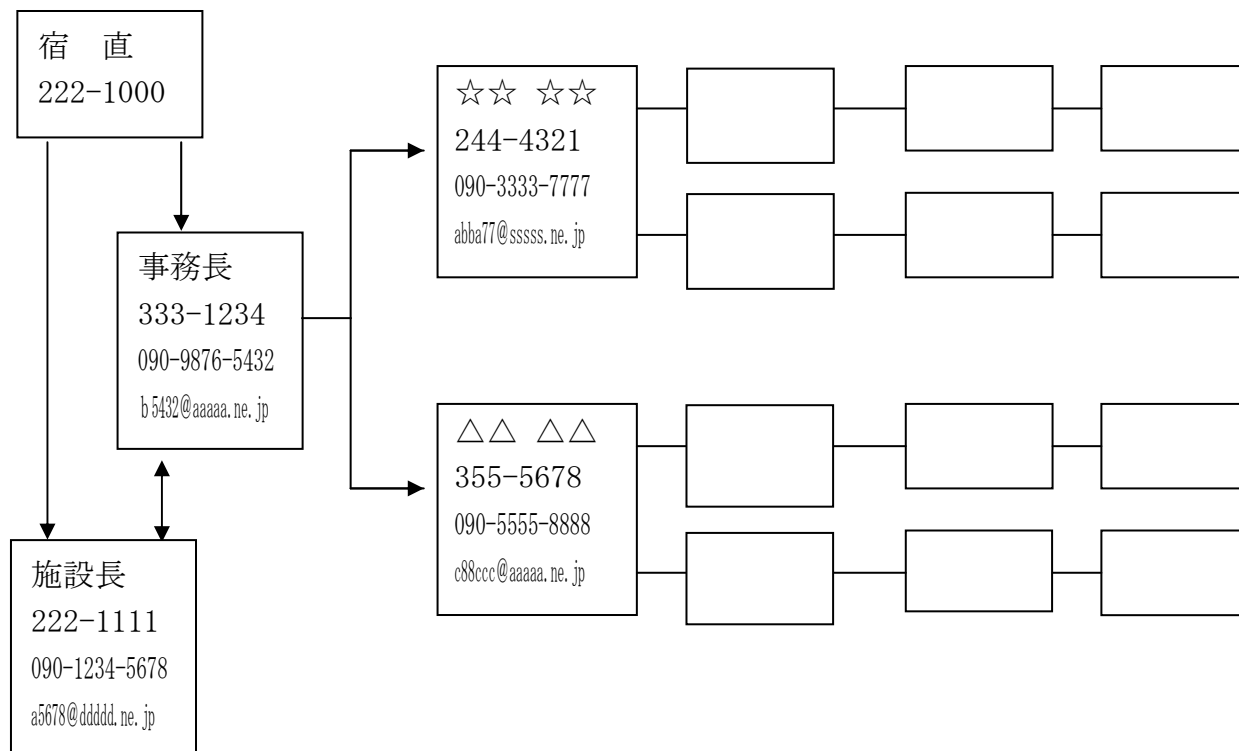 宿　直
222-1000
事務長
333-1234
090-9876-5432
b5432@aaaaa.ne.jp
施設長
222-1111
090-1234-5678
a5678@ddddd.ne.jp
☆☆ ☆☆
244-4321
090-3333-7777
abba77@sssss.ne.jp
△△ △△
355-5678
090-5555-8888
c88ccc@aaaaa.ne.jp